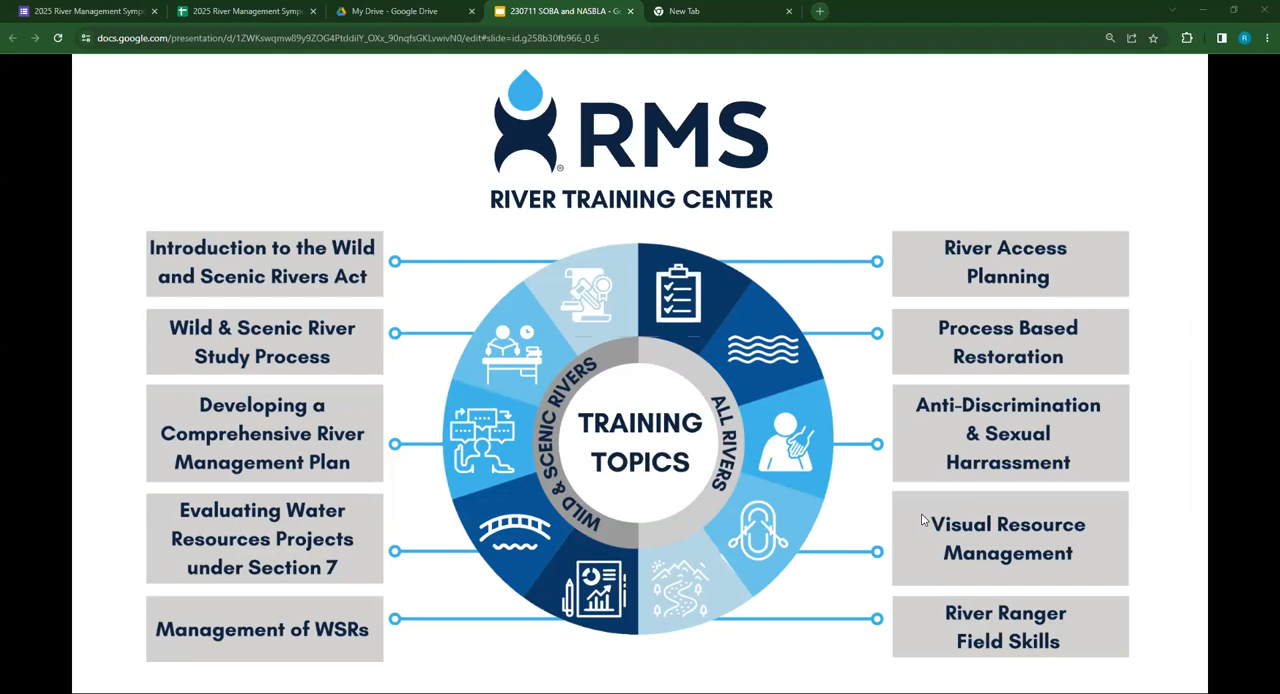 2025 River Management Symp
2025 River Management Symp
My Drive - Google Drive
230711 SOBA and NASBLA - Go
New Tab
docs.google.com/presentation/d/1ZWKswqmw89y9ZOG4PtddilY_OXx_90nqfsGKLvwivN0/edit#slide=id.g258b30fb966_0_6
R
RMS
®
RIVER TRAINING CENTER
Introduction to the Wild
and Scenic Rivers Act
Wild & Scenic River
Study Process
Developing a
Comprehensive River
Management Plan
Evaluating Water
Resources Projects
under Section 7
Management of WSRs
WILD & SCENIC RIVERS
TRAINING
TOPICS
ALL RIVERS
River Access
Planning
Process Based
Restoration
Anti-Discrimination
& Sexual
Harrassment
Visual Resource
Management
River Ranger
Field Skills